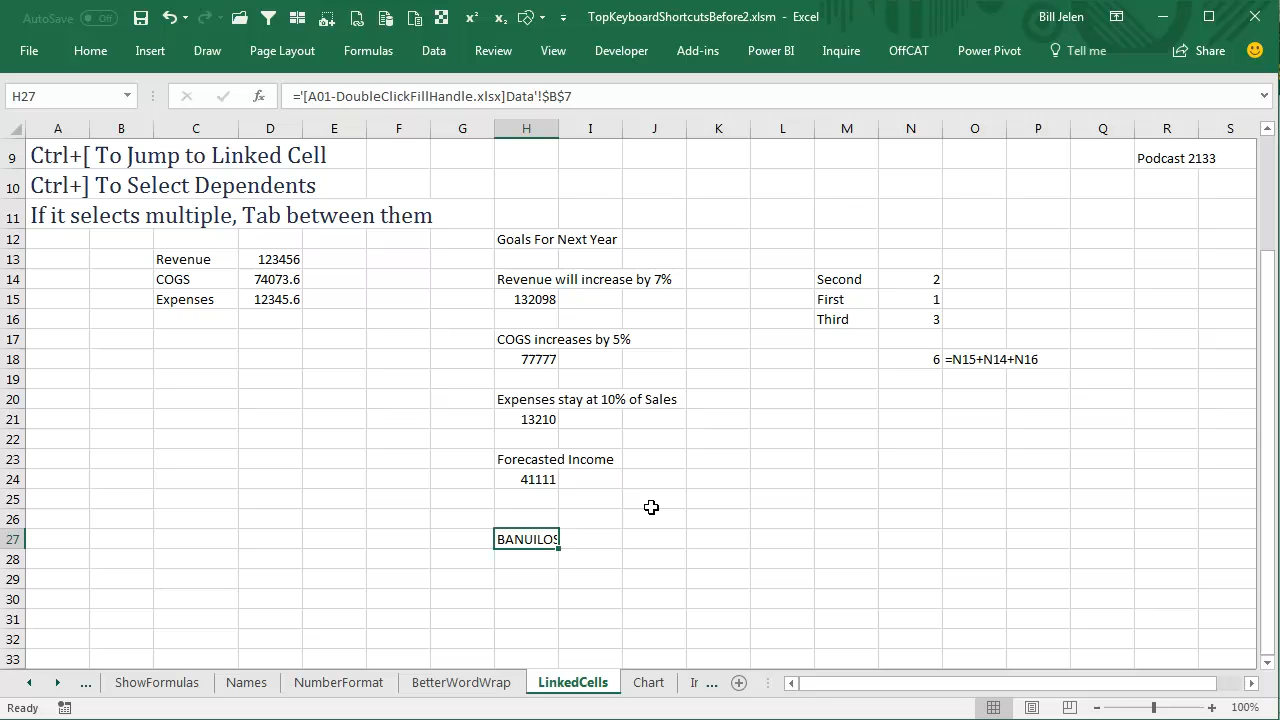 AutoSave Off TopKeyboardShortcutsBefore2.xlsm - Excel Bill Jelen
File Home Insert Draw Page Layout Formulas Data Review View Developer Add-ins Power BI Inquire OffCAT Power Pivot Tell me Share
H27 fx ='[A01-DoubleClickFillHandle.xlsx]Data'!$B$7
A B C D E F G H I J K L M N O P Q R S
9 Ctrl+[ To Jump to Linked Cell Podcast 2133
10 Ctrl+] To Select Dependents
11 If it selects multiple, Tab between them
12 Goals For Next Year
13 Revenue 123456
14 COGS 74073.6 Revenue will increase by 7% Second 2
15 Expenses 12345.6 132098 First 1
16 Third 3
17 COGS increases by 5%
18 77777 6 =N15+N14+N16
19
20 Expenses stay at 10% of Sales
21 13210
22
23 Forecasted Income
24 41111
25
26
27 BANUILOS
28
29
30
31
32
33
... ShowFormulas Names NumberFormat BetterWordWrap LinkedCells Chart Ir ...
Ready 100%